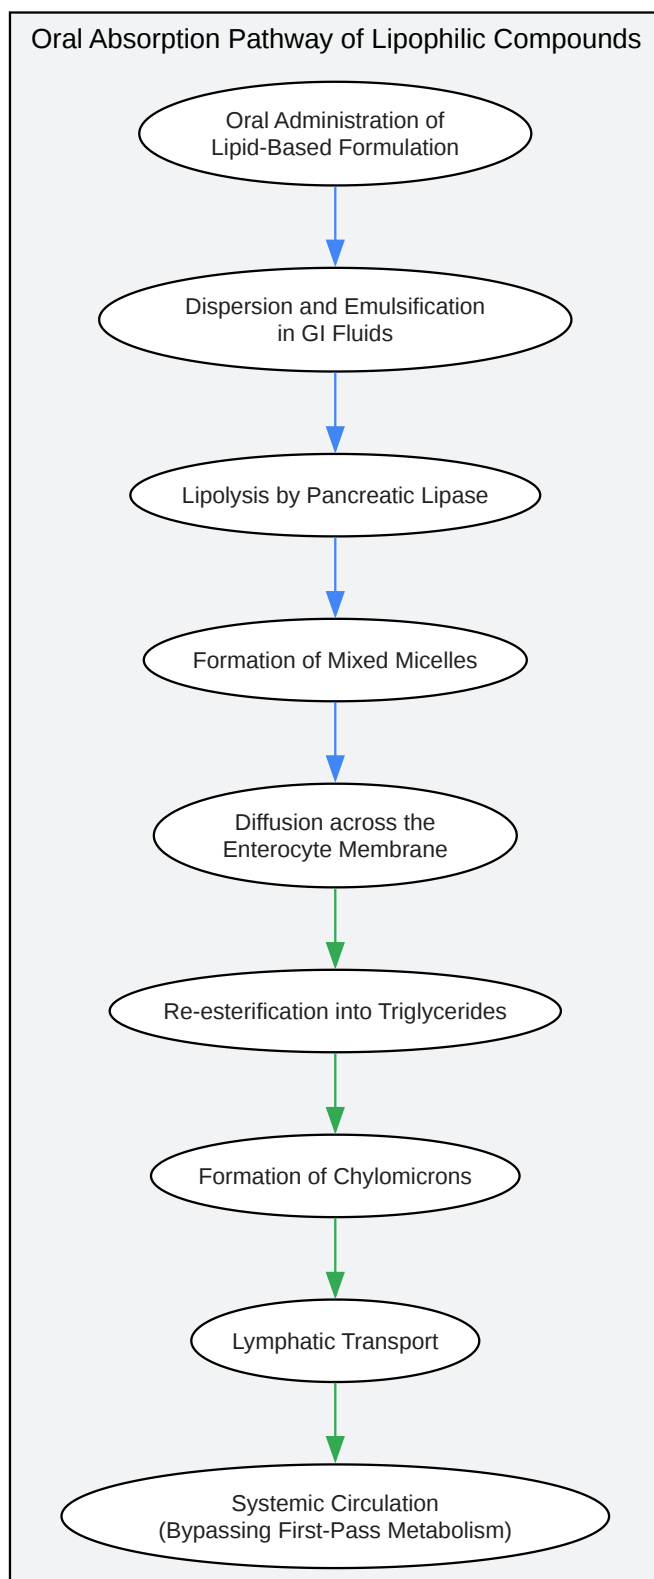 Oral Absorption Pathway of Lipophilic Compounds
Oral Administration of
Lipid-Based Formulation
Dispersion and Emulsification
in GI Fluids
Lipolysis by Pancreatic Lipase
Formation of Mixed Micelles
Diffusion across the
Enterocyte Membrane
Re-esterification into Triglycerides
Formation of Chylomicrons
Lymphatic Transport
Systemic Circulation
(Bypassing First-Pass Metabolism)